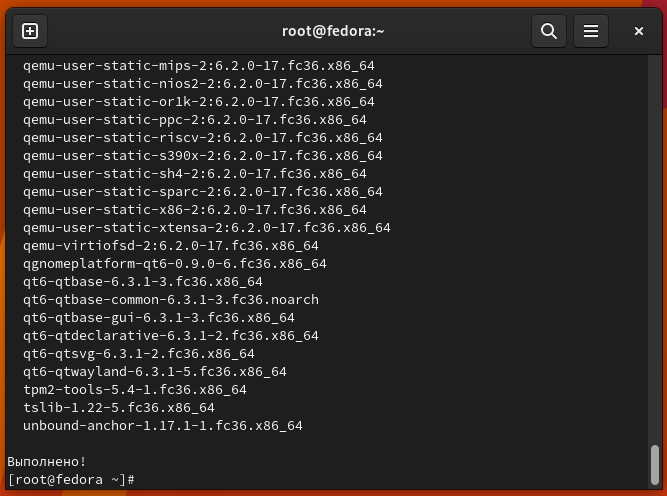 root@fedora:~
qemu-user-static-mips-2:6.2.0-17.fc36.x86_64
qemu-user-static-nios2-2:6.2.0-17.fc36.x86_64
qemu-user-static-or1k-2:6.2.0-17.fc36.x86_64
qemu-user-static-ppc-2:6.2.0-17.fc36.x86_64
qemu-user-static-riscv-2:6.2.0-17.fc36.x86_64
qemu-user-static-s390x-2:6.2.0-17.fc36.x86_64
qemu-user-static-sh4-2:6.2.0-17.fc36.x86_64
qemu-user-static-sparc-2:6.2.0-17.fc36.x86_64
qemu-user-static-x86-2:6.2.0-17.fc36.x86_64
qemu-user-static-xtensa-2:6.2.0-17.fc36.x86_64
qemu-virtiofsd-2:6.2.0-17.fc36.x86_64
qgnomeplatform-qt6-0.9.0-6.fc36.x86_64
qt6-qtbase-6.3.1-3.fc36.x86_64
qt6-qtbase-common-6.3.1-3.fc36.noarch
qt6-qtbase-gui-6.3.1-3.fc36.x86_64
qt6-qtdeclarative-6.3.1-2.fc36.x86_64
qt6-qtsvg-6.3.1-2.fc36.x86_64
qt6-qtwayland-6.3.1-5.fc36.x86_64
tpm2-tools-5.4-1.fc36.x86_64
tslib-1.22-5.fc36.x86_64
unbound-anchor-1.17.1-1.fc36.x86_64
Выполнено!
[root@fedora ~]#